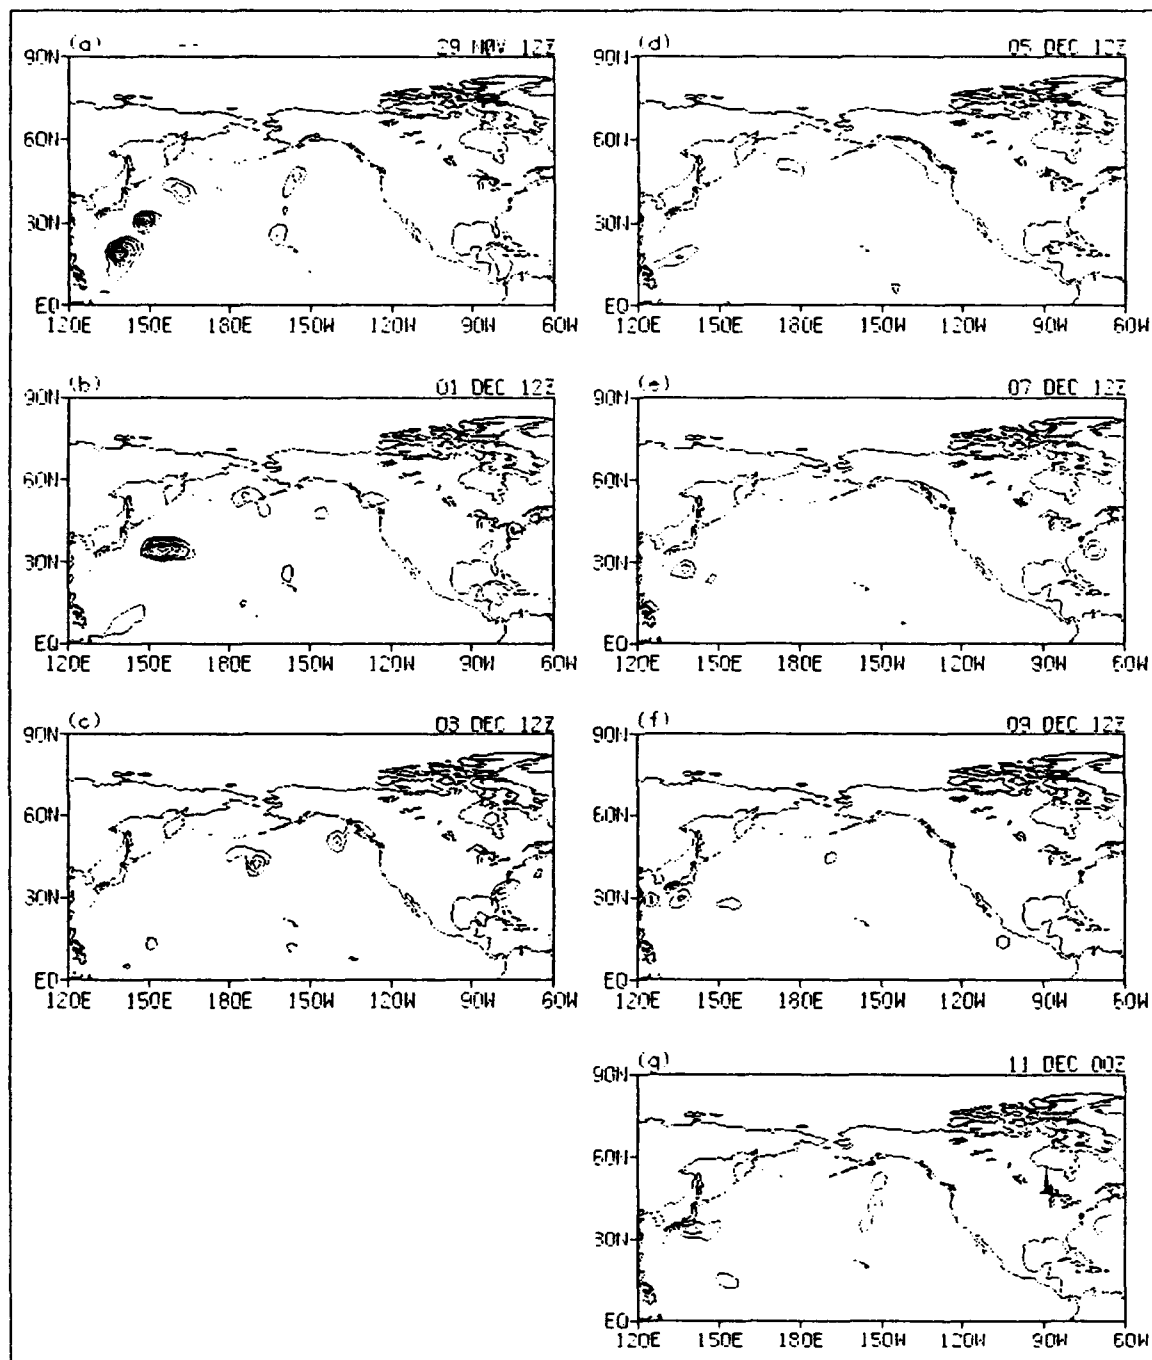 (a) 29 NOV 12Z
90N
60N
30N
EQ
120E 150E 180E 150W 120W 90W 60W
(b) 01 DEC 12Z
90N
60N
30N
EQ
120E 150E 180E 150W 120W 90W 60W
(c) 03 DEC 12Z
90N
60N
30N
EQ
120E 150E 180E 150W 120W 90W 60W
(d) 05 DEC 12Z
90N
60N
30N
EQ
120E 150E 180E 150W 120W 90W 60W
(e) 07 DEC 12Z
90N
60N
30N
EQ
120E 150E 180E 150W 120W 90W 60W
(f) 09 DEC 12Z
90N
60N
30N
EQ
120E 150E 180E 150W 120W 90W 60W
(g) 11 DEC 00Z
90N
60N
30N
EQ
120E 150E 180E 150W 120W 90W 60W